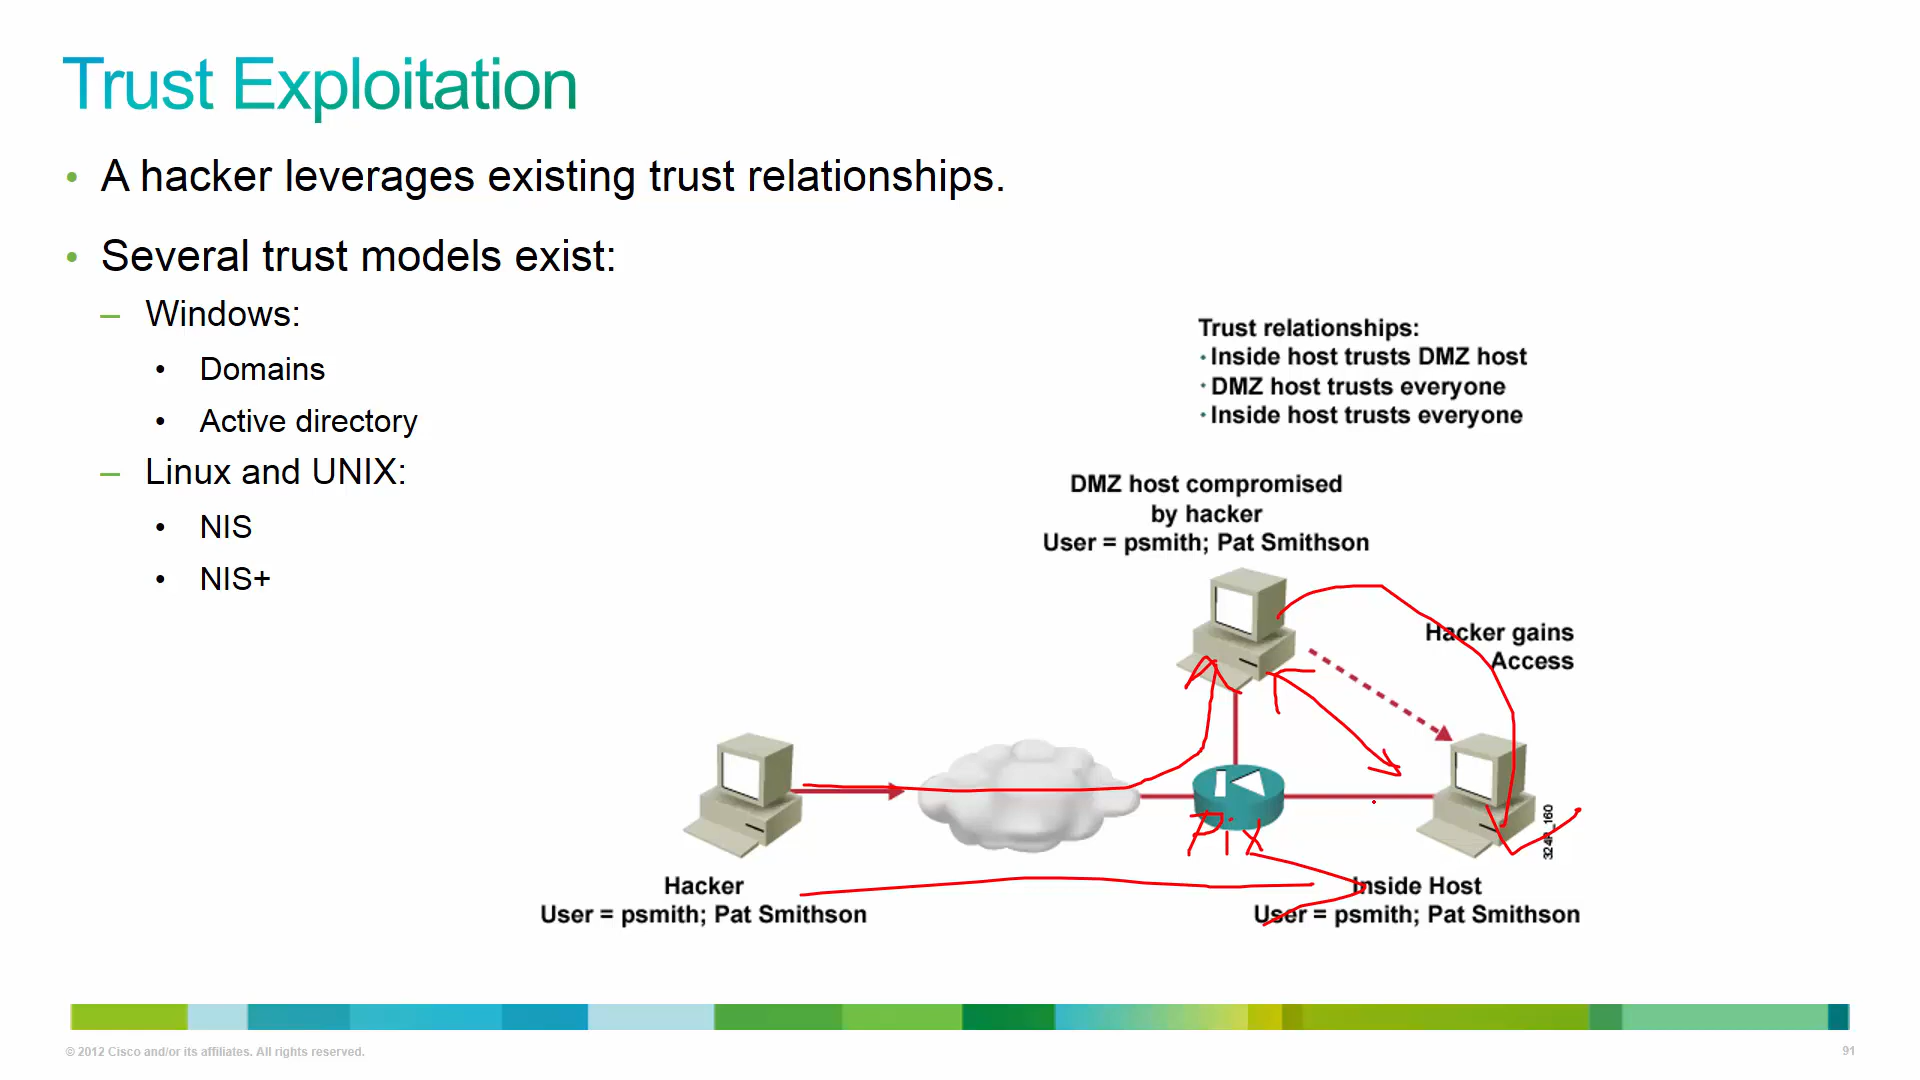 Trust Exploitation
• A hacker leverages existing trust relationships.
• Several trust models exist:
– Windows:
• Domains
• Active directory
– Linux and UNIX:
• NIS
• NIS+
Trust relationships:
· Inside host trusts DMZ host
· DMZ host trusts everyone
· Inside host trusts everyone
DMZ host compromised
by hacker
User = psmith; Pat Smithson
Hacker gains
Access
PiX
324P_160
Hacker
User = psmith; Pat Smithson
Inside Host
User = psmith; Pat Smithson
© 2012 Cisco and/or its affiliates. All rights reserved.
91